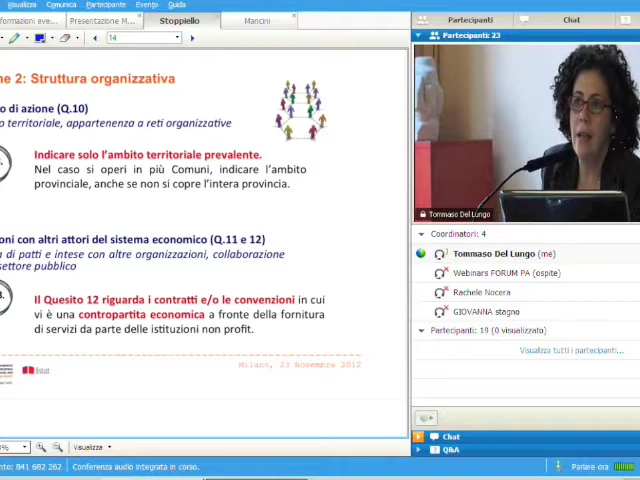 Visualizza Comunica Partecipante Evento Guida
formazioni eve... Presentazione M... Stoppiello Mancini
14
ne 2: Struttura organizzativa
o di azione (Q.10)
o territoriale, appartenenza a reti organizzative
Indicare solo l'ambito territoriale prevalente.
Nel caso si operi in più Comuni, indicare l'ambito
provinciale, anche se non si copre l'intera provincia.
oni con altri attori del sistema economico (Q.11 e 12)
a di patti e intese con altre organizzazioni, collaborazione
settore pubblico
Il Quesito 12 riguarda i contratti e/o le convenzioni in cui
vi è una contropartita economica a fronte della fornitura
di servizi da parte delle istituzioni non profit.
Milano, 23 Novembre 2012
Istat
Visualizza
nto: 841 682 262 Conferenza audio integrata in corso.
Partecipanti Chat
Partecipanti: 23
Tommaso Del Lungo
Coordinatori: 4
Tommaso Del Lungo (me)
Webinars FORUM PA (ospite)
Rachele Nocera
GIOVANNA stagno
Partecipanti: 19 (0 visualizzato)
Visualizza tutti i partecipanti...
Chat
Q&A
Parlare ora